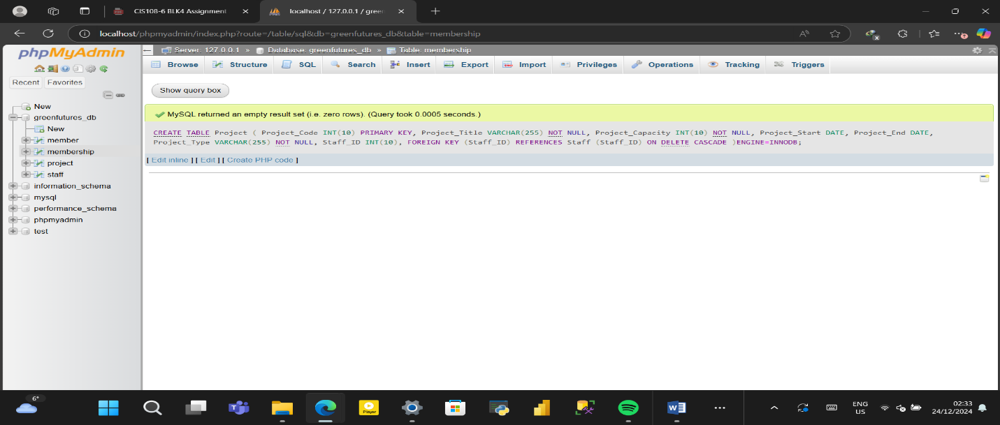 CIS108-6 BLK4 Assignment
localhost / 127.0.0.1 / green
localhost/phpmyadmin/index.php?route=/table/sql&db=greenfutures_db&table=membership
phpMyAdmin
Recent
Favorites
New
greenfutures_db
New
member
membership
project
staff
information_schema
mysql
performance_schema
phpmyadmin
test
Server: 127.0.0.1 » Database: greenfutures_db » Table: membership
Browse Structure SQL Search Insert Export Import Privileges Operations Tracking Triggers
Show query box
MySQL returned an empty result set (i.e. zero rows). (Query took 0.0005 seconds.)
CREATE TABLE Project ( Project_Code INT(10) PRIMARY KEY, Project_Title VARCHAR(255) NOT NULL, Project_Capacity INT(10) NOT NULL, Project_Start DATE, Project_End DATE,
Project_Type VARCHAR(255) NOT NULL, Staff_ID INT(10), FOREIGN KEY (Staff_ID) REFERENCES Staff (Staff_ID) ON DELETE CASCADE )ENGINE=INNODB;
[ Edit inline ] [ Edit ] [ Create PHP code ]
6°
Player
ENG
US
02:33
24/12/2024